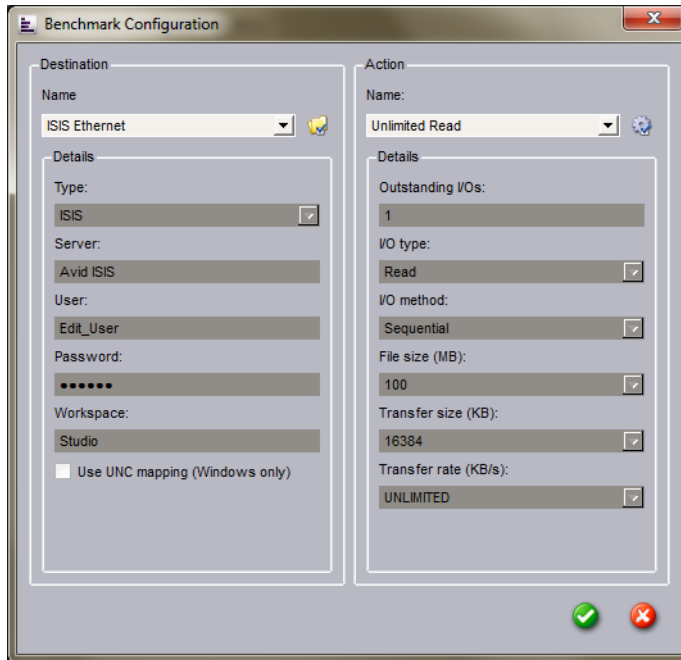 Benchmark Configuration
Destination
Name
ISIS Ethernet
Details
Type:
ISIS
Server:
Avid ISIS
User:
Edit_User
Password:
●●●●●●
Workspace:
Studio
Use UNC mapping (Windows only)
Action
Name:
Unlimited Read
Details
Outstanding I/Os:
1
I/O type:
Read
I/O method:
Sequential
File size (MB):
100
Transfer size (KB):
16384
Transfer rate (KB/s):
UNLIMITED